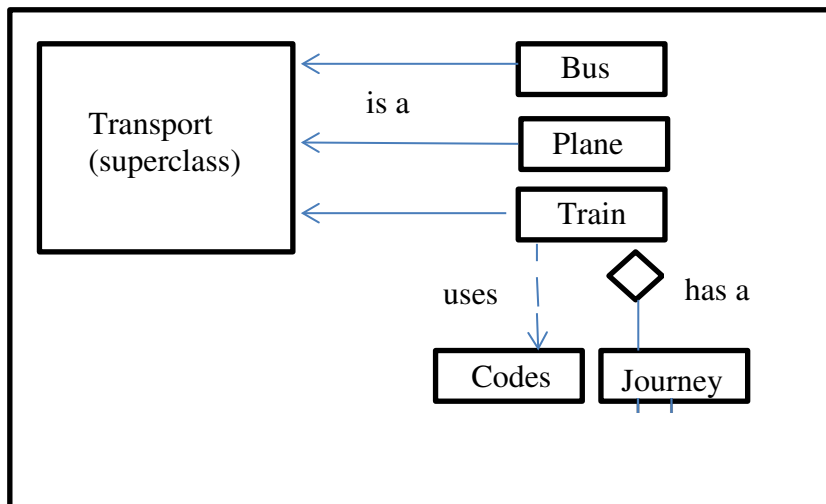 Bus
is a
Transport
(superclass)
Plane
Train
uses
has a
Codes
Journey